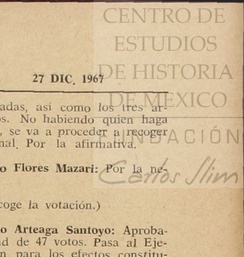 CENTRO DE
ESTUDIOS
DE HISTORIA
DE MEXICO
FUNDACIÓN
Carlos Slim
27 DIC. 1967
adas, así como los tres ar-
os. No habiendo quien haga
, se va a proceder a recoger
nal. Por la afirmativa.
o Flores Mazari: Por la ne-
coge la votación.)
o Arteaga Santoyo: Aproba-
d de 47 votos. Pasa al Eje-
n para los efectos constitu-